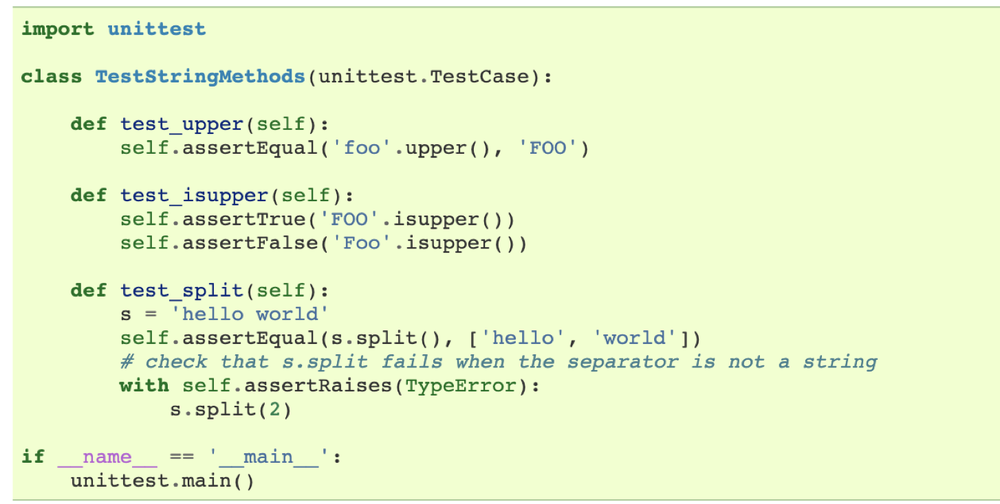 import unittest

class TestStringMethods(unittest.TestCase):

    def test_upper(self):
        self.assertEqual('foo'.upper(), 'FOO')

    def test_isupper(self):
        self.assertTrue('FOO'.isupper())
        self.assertFalse('Foo'.isupper())

    def test_split(self):
        s = 'hello world'
        self.assertEqual(s.split(), ['hello', 'world'])
        # check that s.split fails when the separator is not a string
        with self.assertRaises(TypeError):
            s.split(2)

if __name__ == '__main__':
    unittest.main()